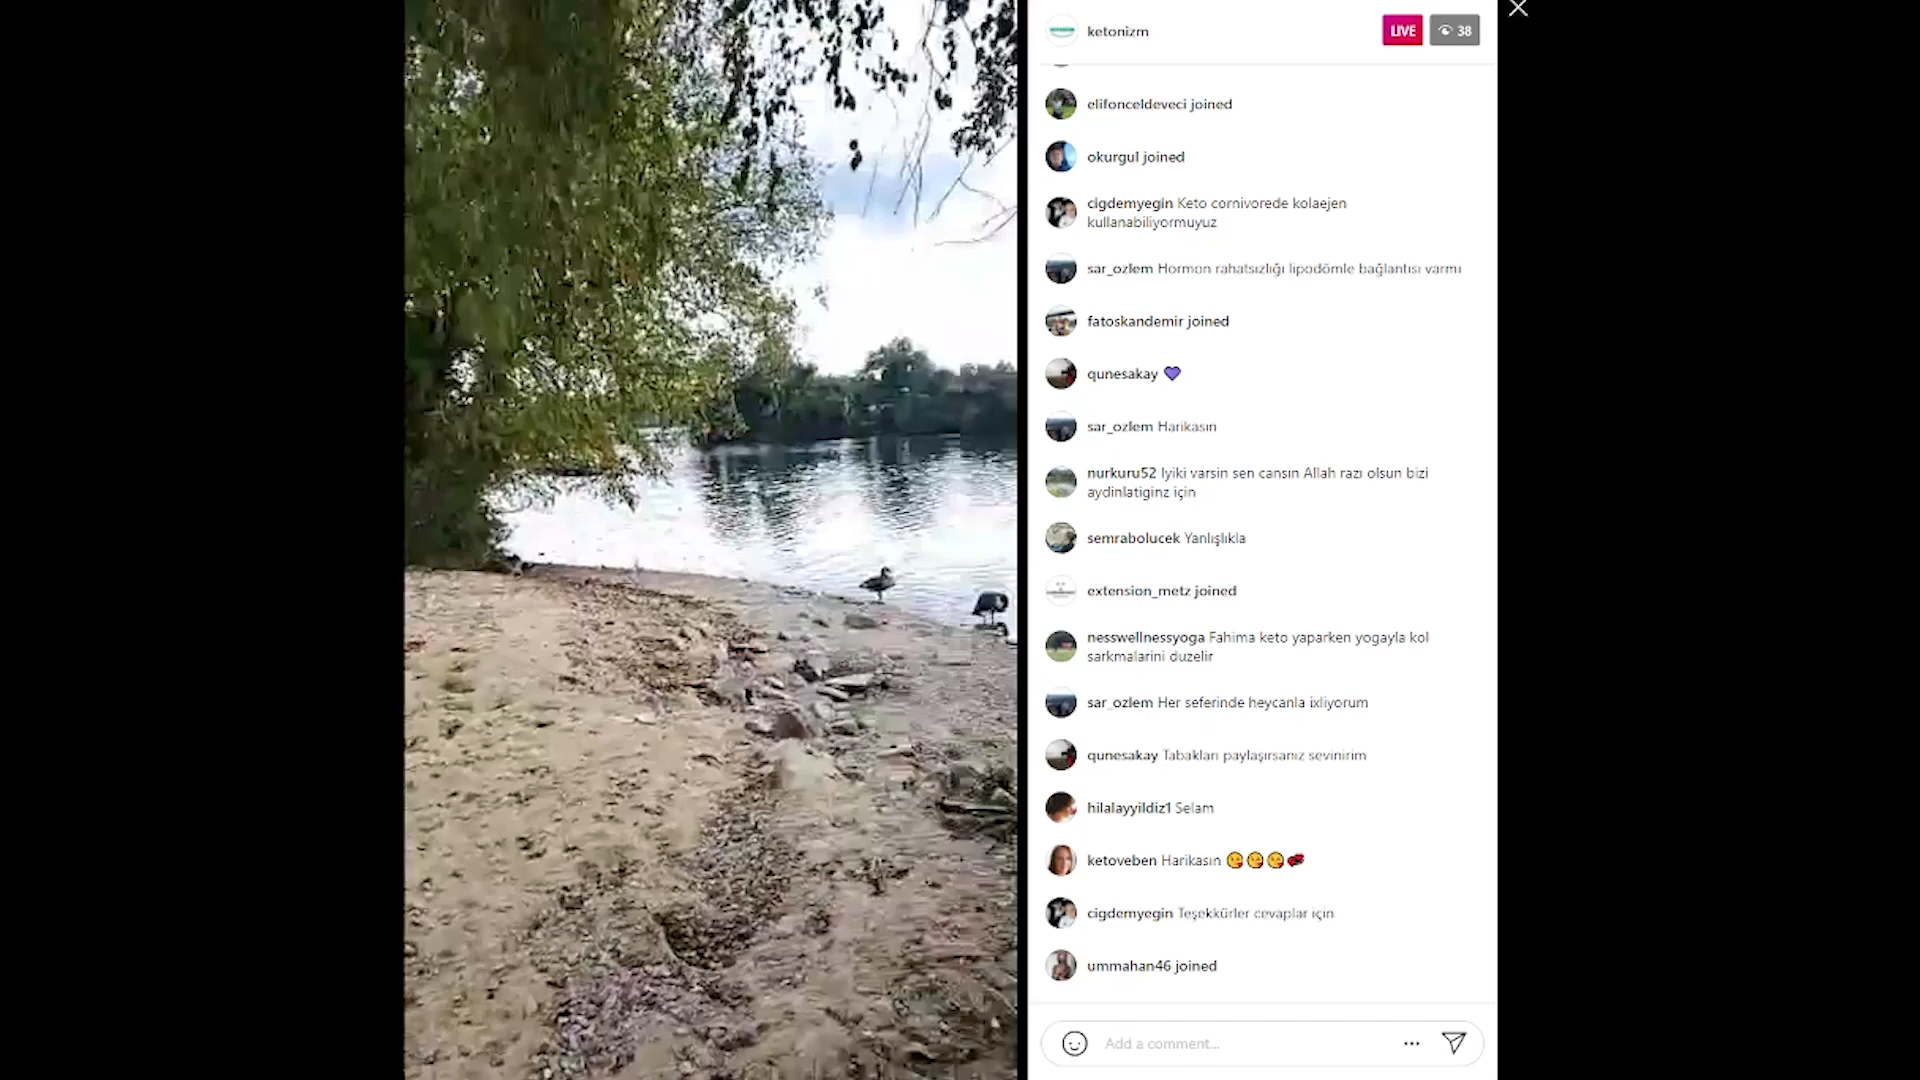 ketonizm
LIVE
38
elifonceldeveci joined
okurgul joined
cigdemyegin Keto cornivorede kolaejen
kullanabiliyormuyuz
sar_ozlem Hormon rahatsızlığı lipodömle bağlantısı varmı
fatoskandemir joined
qunesakay 💜
sar_ozlem Harikasın
nurkuru52 Iyiki varsin sen cansın Allah razı olsun bizi
aydinlatiginz için
semrabolucek Yanlışlıkla
extension_metz joined
nesswellnessyoga Fahima keto yaparken yogayla kol
sarkmalarini duzelir
sar_ozlem Her seferinde heycanla ixliyorum
qunesakay Tabakları paylaşırsanız sevinirim
hilalayyildiz1 Selam
ketoveben Harikasın 😘😘😘💕
cigdemyegin Teşekkürler cevaplar için
ummahan46 joined
Add a comment...